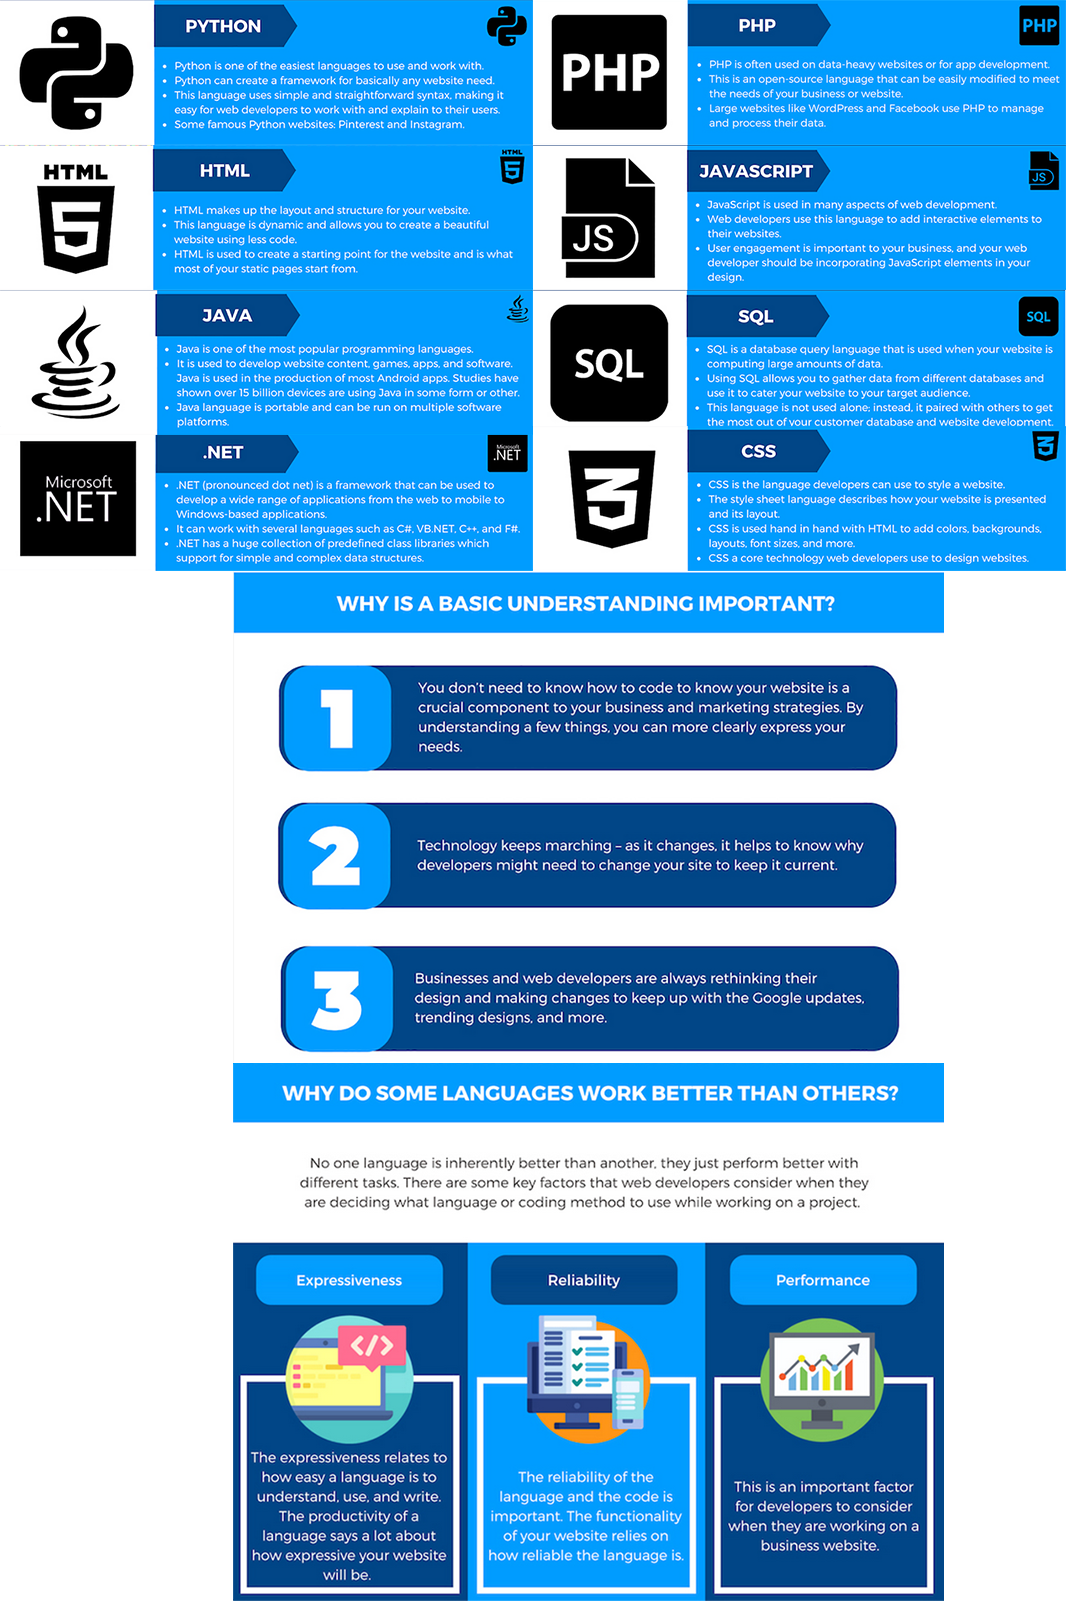 PYTHON
Python is one of the easiest languages to use and work with.
Python can create a framework for basically any website need.
This language uses simple and straightforward syntax, making it
easy for web developers to work with and explain to their users.
Some famous Python websites: Pinterest and Instagram.
PHP
PHP
PHP
PHP is often used on data-heavy websites or for app development.
This is an open-source language that can be easily modified to meet
the needs of your business or website.
Large websites like WordPress and Facebook use PHP to manage
and process their data.
HTML
5
HTML
HTML
5
HTML makes up the layout and structure for your website.
This language is dynamic and allows you to create a beautiful
website using less code.
HTML is used to create a starting point for the website and is what
most of your static pages start from.
JS
JAVASCRIPT
JS
JavaScript is used in many aspects of web development.
Web developers use this language to add interactive elements to
their websites.
User engagement is important to your business, and your web
developer should be incorporating JavaScript elements in your
design.
JAVA
Java is one of the most popular programming languages.
It is used to develop website content, games, apps, and software.
Java is used in the production of most Android apps. Studies have
shown over 15 billion devices are using Java in some form or other.
Java language is portable and can be run on multiple software
platforms.
SQL
SQL
SQL
SQL is a database query language that is used when your website is
computing large amounts of data.
Using SQL allows you to gather data from different databases and
use it to cater your website to your target audience.
This language is not used alone; instead, it paired with others to get
the most out of your customer database and website development.
Microsoft
.NET
.NET
Microsoft
.NET
.NET (pronounced dot net) is a framework that can be used to
develop a wide range of applications from the web to mobile to
Windows-based applications.
It can work with several languages such as C#, VB.NET, C++, and F#.
.NET has a huge collection of predefined class libraries which
support for simple and complex data structures.
3
CSS
3
CSS is the language developers can use to style a website.
The style sheet language describes how your website is presented
and its layout.
CSS is used hand in hand with HTML to add colors, backgrounds,
layouts, font sizes, and more.
CSS a core technology web developers use to design websites.
WHY IS A BASIC UNDERSTANDING IMPORTANT?
1
You don't need to know how to code to know your website is a
crucial component to your business and marketing strategies. By
understanding a few things, you can more clearly express your
needs.
2
Technology keeps marching – as it changes, it helps to know why
developers might need to change your site to keep it current.
3
Businesses and web developers are always rethinking their
design and making changes to keep up with the Google updates,
trending designs, and more.
WHY DO SOME LANGUAGES WORK BETTER THAN OTHERS?
No one language is inherently better than another, they just perform better with
different tasks. There are some key factors that web developers consider when they
are deciding what language or coding method to use while working on a project.
Expressiveness
</>
The expressiveness relates to
how easy a language is to
understand, use, and write.
The productivity of a
language says a lot about
how expressive your website
will be.
Reliability
The reliability of the
language and the code is
important. The functionality
of your website relies on
how reliable the language is.
Performance
This is an important factor
for developers to consider
when they are working on a
business website.